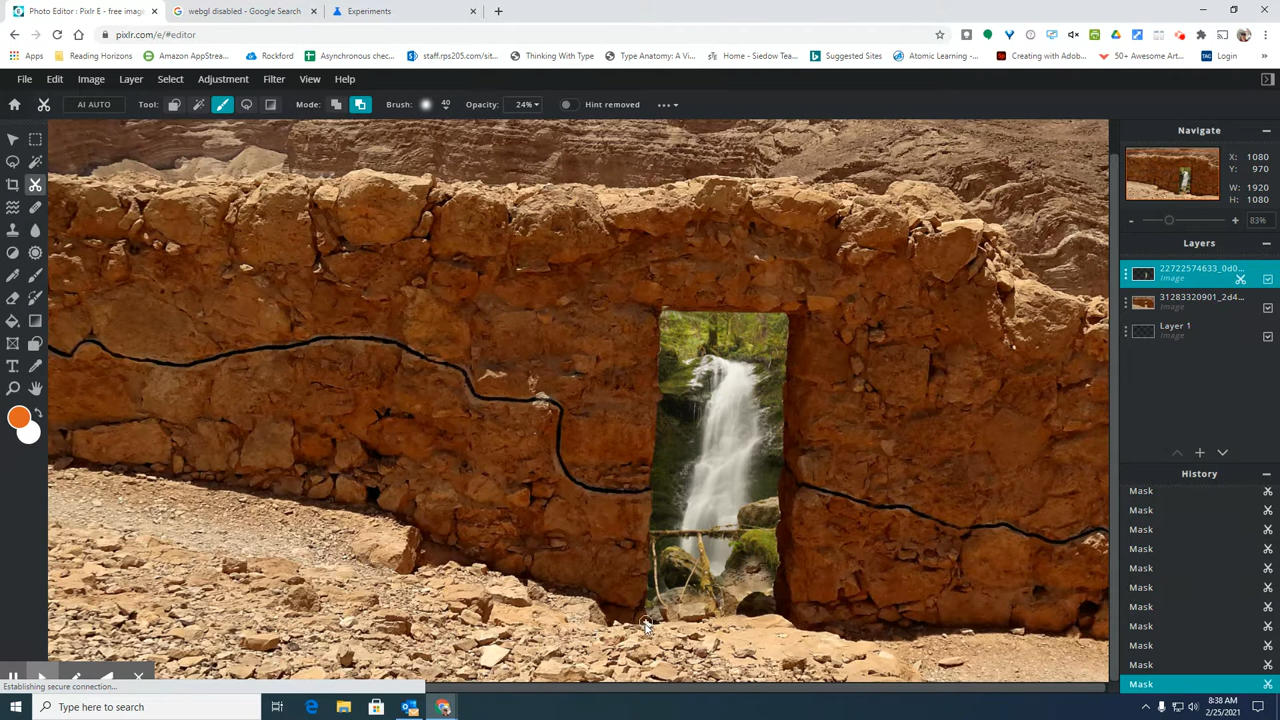 Photo Editor : Pixlr E - free imag
webgl disabled - Google Search
Experiments
pixlr.com/e/#editor
Apps
Reading Horizons
Amazon AppStrea...
Rockford
Asynchronous chec...
staff.rps205.com/sit...
Thinking With Type
Type Anatomy: A Vi...
Home - Siedow Tea...
Suggested Sites
Atomic Learning -...
Creating with Adob...
50+ Awesome Art...
Login
File Edit Image Layer Select Adjustment Filter View Help
AI AUTO Tool: Mode: Brush: 40 Opacity: 24% Hint removed
Navigate
X: 1080
Y: 970
W: 1920
H: 1080
83%
Layers
22722574633_0d0...
Image
31283320901_2d4...
Image
Layer 1
Image
History
Mask
Mask
Mask
Mask
Mask
Mask
Mask
Mask
Mask
Mask
Mask
Establishing secure connection...
Type here to search
8:38 AM
2/25/2021